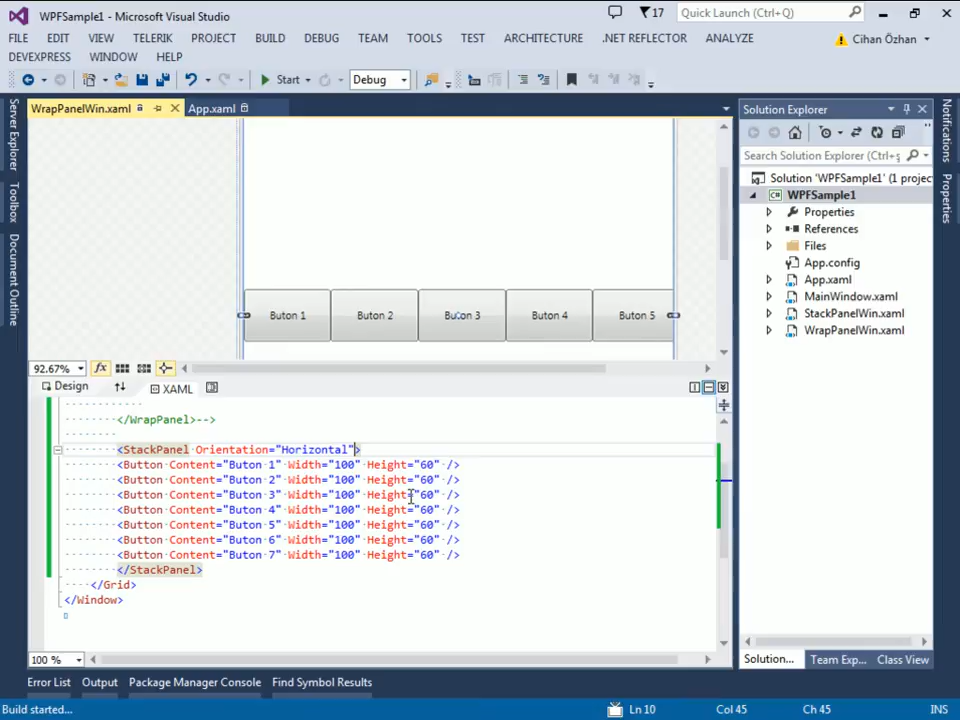 WPFSample1 - Microsoft Visual Studio
17
Quick Launch (Ctrl+Q)
FILE EDIT VIEW TELERIK PROJECT BUILD DEBUG TEAM TOOLS TEST ARCHITECTURE .NET REFLECTOR ANALYZE
Cihan Özhan
DEVEXPRESS WINDOW HELP
Start
Debug
WrapPanelWin.xaml
App.xaml
Solution Explorer
Search Solution Explorer (Ctrl+ş
Solution 'WPFSample1' (1 projec
WPFSample1
Properties
References
Files
App.config
App.xaml
MainWindow.xaml
StackPanelWin.xaml
WrapPanelWin.xaml
Server Explorer
Toolbox
Document Outline
Notifications
Properties
Buton 1
Buton 2
Buton 3
Buton 4
Buton 5
92.67%
Design
XAML
</WrapPanel>-->
<StackPanel Orientation="Horizontal">
<Button Content="Buton 1" Width="100" Height="60" />
<Button Content="Buton 2" Width="100" Height="60" />
<Button Content="Buton 3" Width="100" Height="60" />
<Button Content="Buton 4" Width="100" Height="60" />
<Button Content="Buton 5" Width="100" Height="60" />
<Button Content="Buton 6" Width="100" Height="60" />
<Button Content="Buton 7" Width="100" Height="60" />
</StackPanel>
</Grid>
</Window>
100 %
Solution...
Team Exp...
Class View
Error List
Output
Package Manager Console
Find Symbol Results
Build started...
Ln 10
Col 45
Ch 45
INS